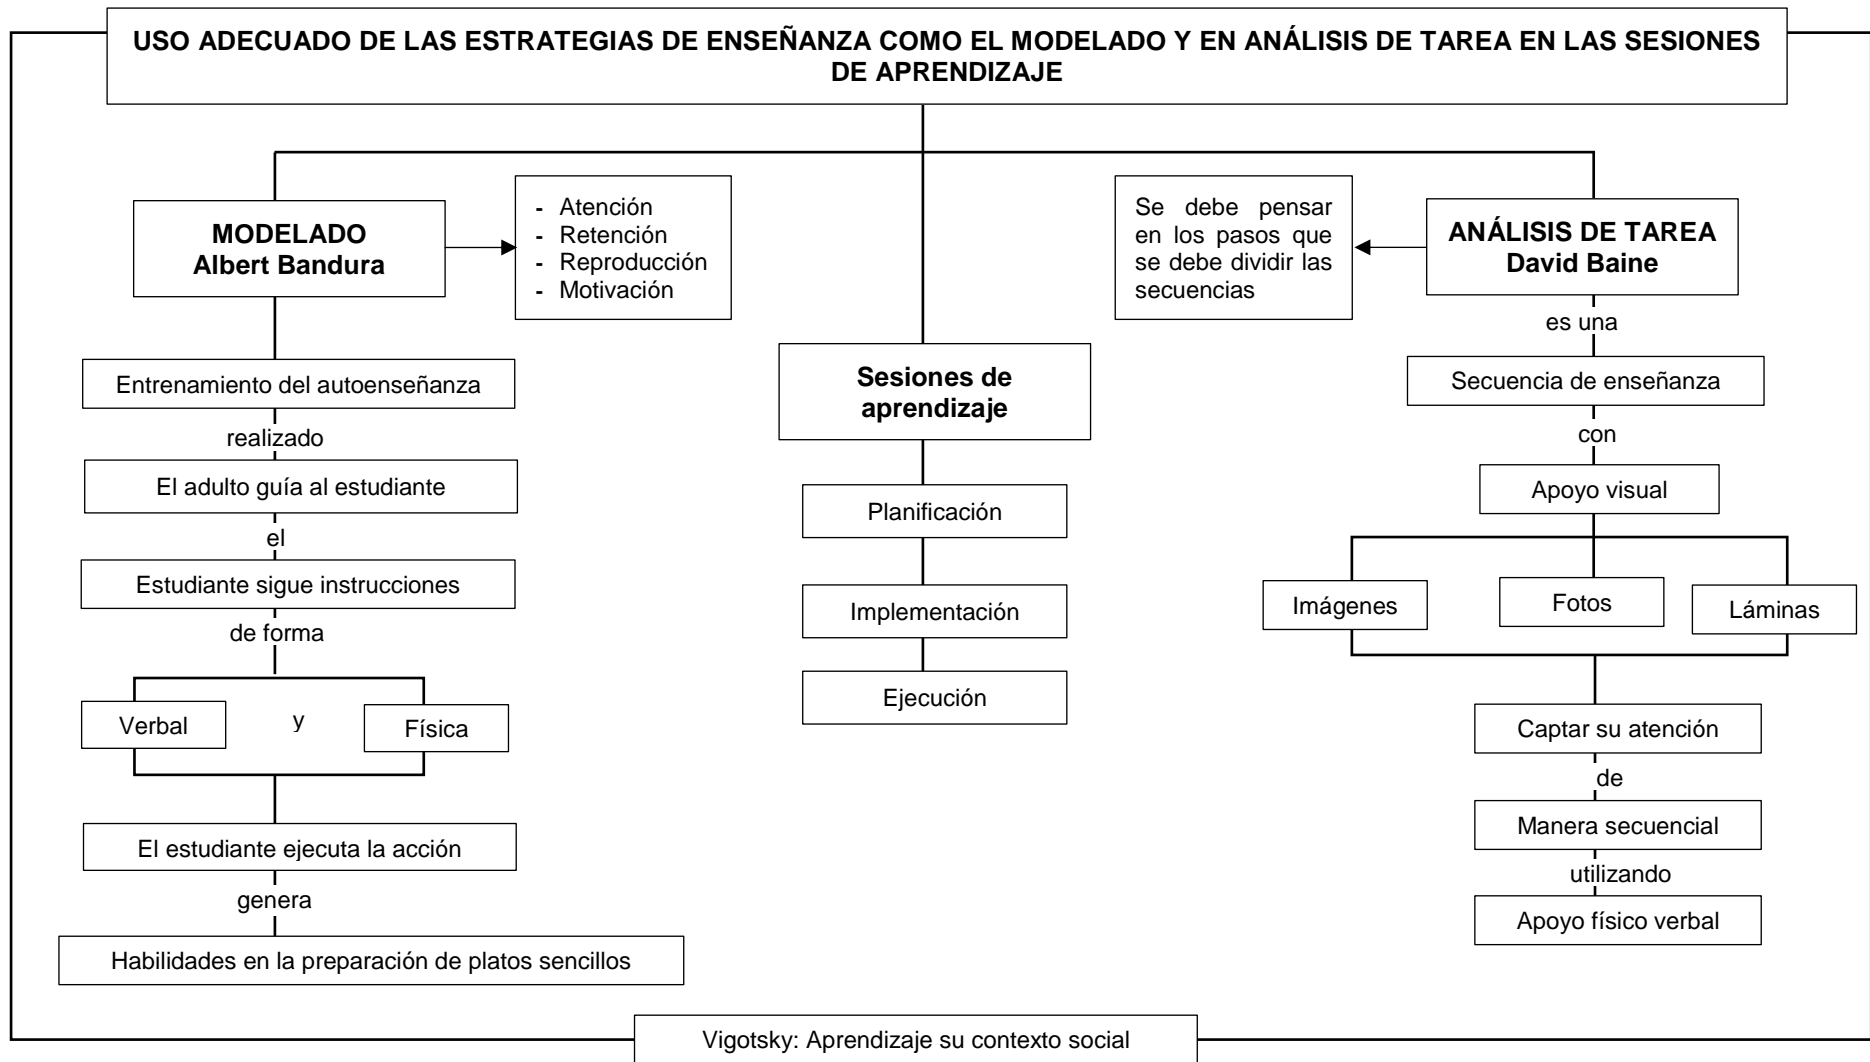 USO ADECUADO DE LAS ESTRATEGIAS DE ENSEÑANZA COMO EL MODELADO Y EN ANÁLISIS DE TAREA EN LAS SESIONES
DE APRENDIZAJE
MODELADO
Albert Bandura
- Atención
- Retención
- Reproducción
- Motivación
Entrenamiento del autoenseñanza
realizado
El adulto guía al estudiante
el
Estudiante sigue instrucciones
de forma
Verbal
y
Física
El estudiante ejecuta la acción
genera
Habilidades en la preparación de platos sencillos
Sesiones de
aprendizaje
Planificación
Implementación
Ejecución
Se debe pensar
en los pasos que
se debe dividir las
secuencias
ANÁLISIS DE TAREA
David Baine
es una
Secuencia de enseñanza
con
Apoyo visual
Imágenes
Fotos
Láminas
Captar su atención
de
Manera secuencial
utilizando
Apoyo físico verbal
Vigotsky: Aprendizaje su contexto social